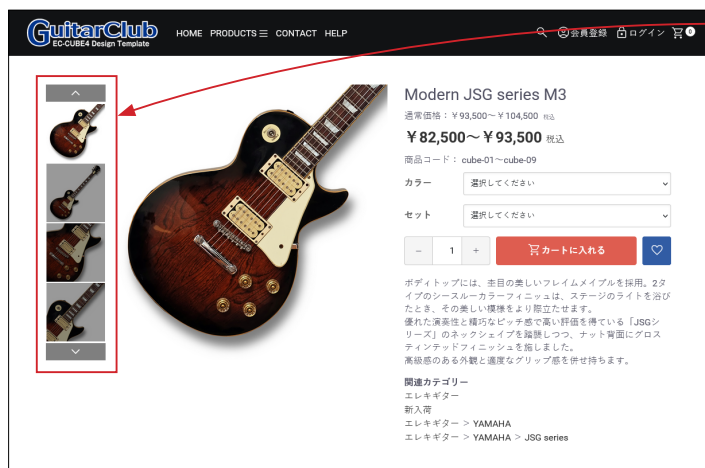 GuitarClub
EC-CUBE4 Design Template
HOME PRODUCTS CONTACT HELP
会員登録 ログイン 0
Modern JSG series M3
通常価格：￥93,500～￥104,500 税込
￥82,500～￥93,500 税込
商品コード： cube-01～cube-09
カラー 選択してください
セット 選択してください
− 1 + カートに入れる
ボディトップには、圭目の美しいフレイムメイプルを採用。2タ
イプのシースルーカラーフィニッュは、ステージのライトを浴び
たとき、その美しい模様をより際立たせます。
優れた演奏性と精巧なピッチ感で高い評価を得ている「JSGシ
リーズ」のネックシェイプを踏襲しつつ、ナット背面にグロス
ティンテッドフィニッシュを施しました。
高級感のある外観と適度なグリップ感を併せ持ちます。
関連カテゴリー
エレキギター
新入荷
エレキギター > YAMAHA
エレキギター > YAMAHA > JSG series